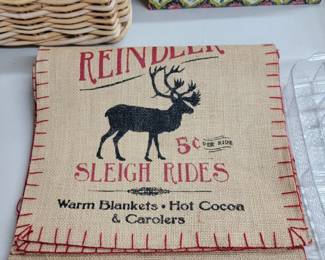 REINDEER
5¢ PER RIDE
SLEIGH RIDES
Warm Blankets • Hot Cocoa
& Carolers